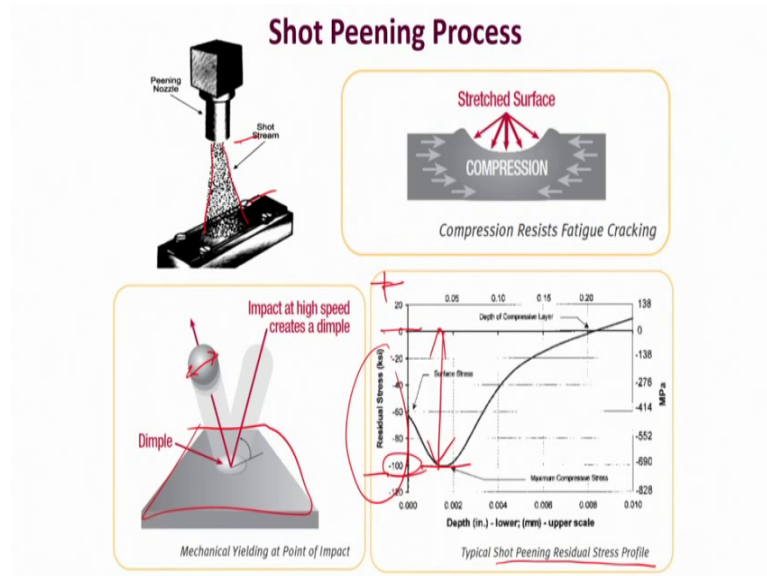 Shot Peening Process
Peening
Nozzle
Shot
Stream
Stretched Surface
COMPRESSION
Compression Resists Fatigue Cracking
Impact at high speed
creates a dimple
Dimple
Mechanical Yielding at Point of Impact
+
0.05 0.10 0.15 0.20
20 138
Depth of Compressive Layer
0 0
-20 -138
Surface Stress
-40 -276
-60 -414
-80 -552
-100 -690
Maximum Compressive Stress
-120 -828
Residual Stress (ksi)
MPa
0.000 0.002 0.004 0.006 0.008 0.010
Depth (in.) - lower; (mm) - upper scale
Typical Shot Peening Residual Stress Profile